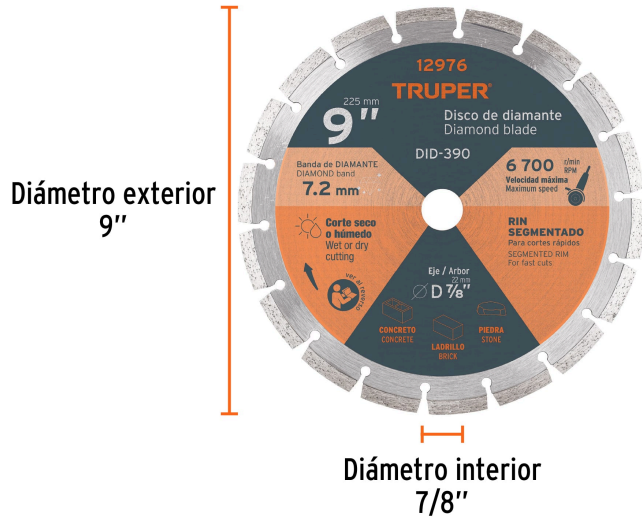 12976
TRUPER®
225 mm
9"
Disco de diamante
Diamond blade
DID-390
Banda de DIAMANTE
DIAMOND band
7.2 mm
6 700 r/min
RPM
Velocidad máxima
Maximum speed
Corte seco
o húmedo
Wet or dry
cutting
RIN
SEGMENTADO
Para cortes rápidos
SEGMENTED RIM
For fast cuts
ver al reverso
Eje / Arbor
22 mm
D 7/8"
CONCRETO
CONCRETE
LADRILLO
BRICK
PIEDRA
STONE
Diámetro exterior
9"
Diámetro interior
7/8"